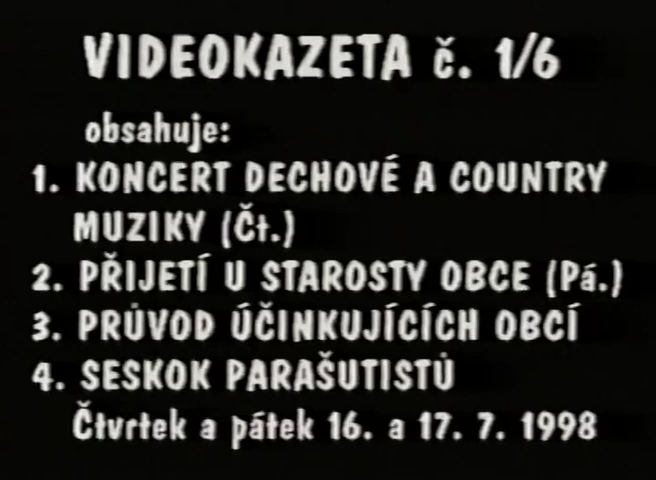 VIDEOKAZETA č. 1/6
obsahuje:
1. KONCERT DECHOVÉ A COUNTRY
MUZIKY (Čt.)
2. PŘIJETÍ U STAROSTY OBCE (Pá.)
3. PRŮVOD ÚČINKUJÍCÍCH OBCÍ
4. SESKOK PARAŠUTISTŮ
Čtvrtek a pátek 16. a 17. 7. 1998